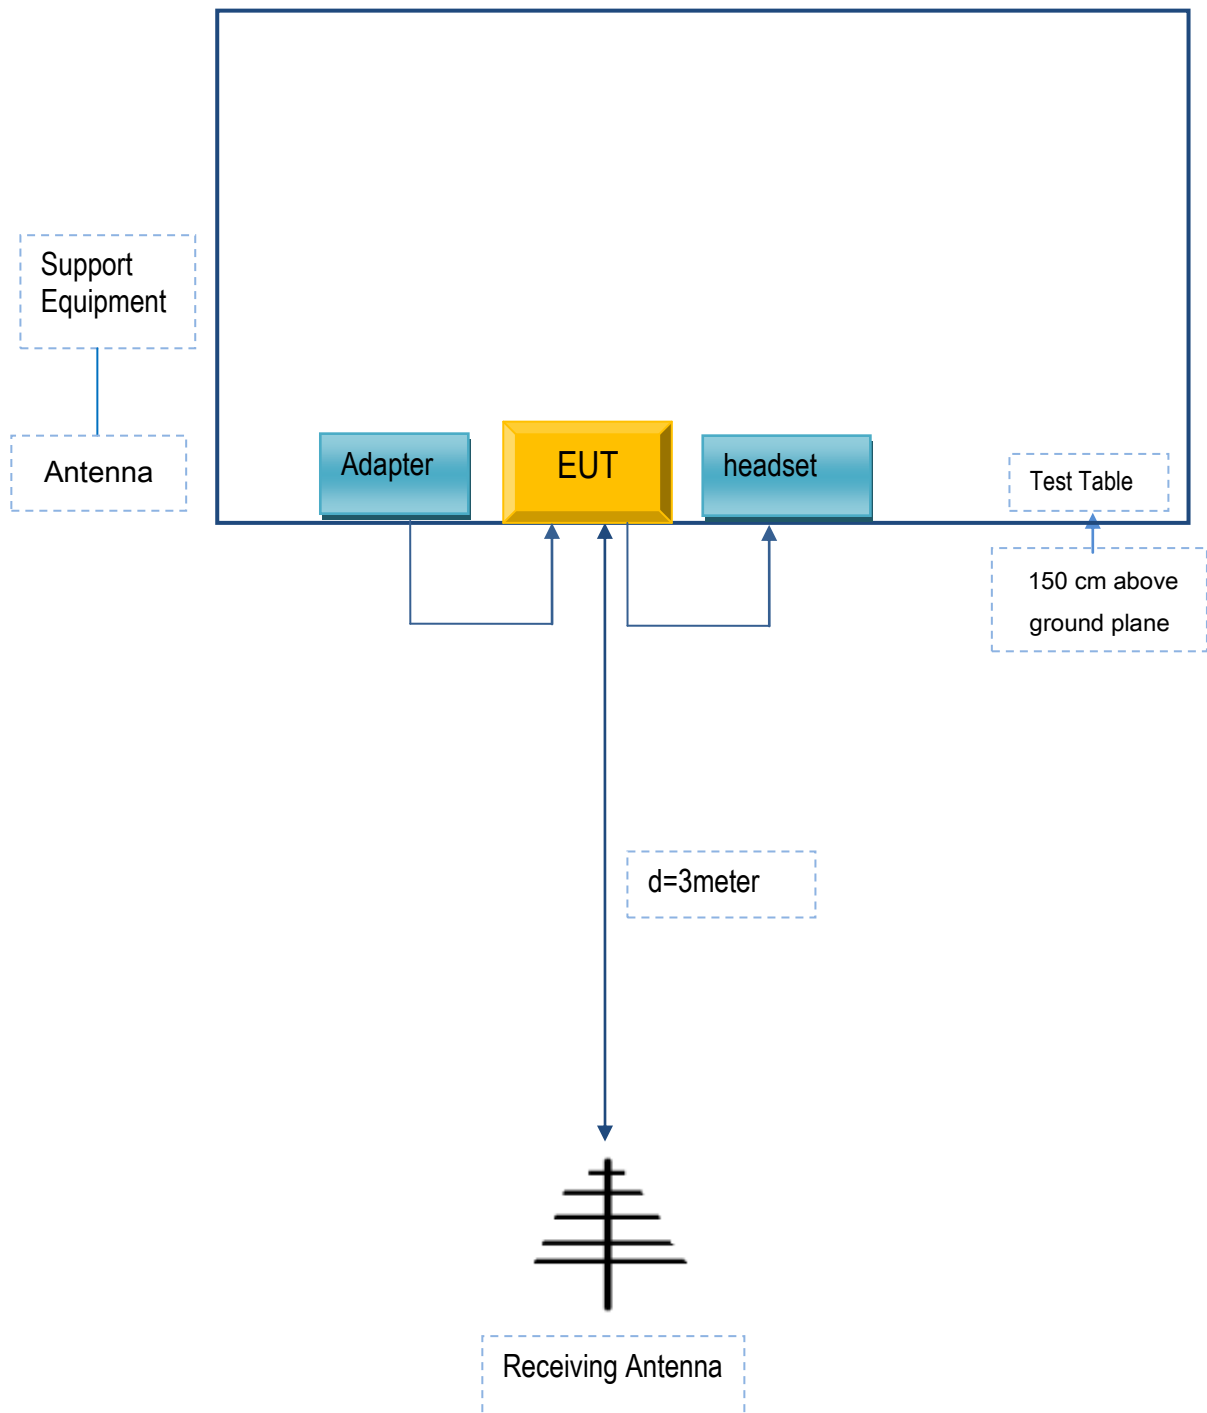 Support
Equipment
Antenna
Adapter
EUT
headset
Test Table
150 cm above
ground plane
d=3meter
Receiving Antenna